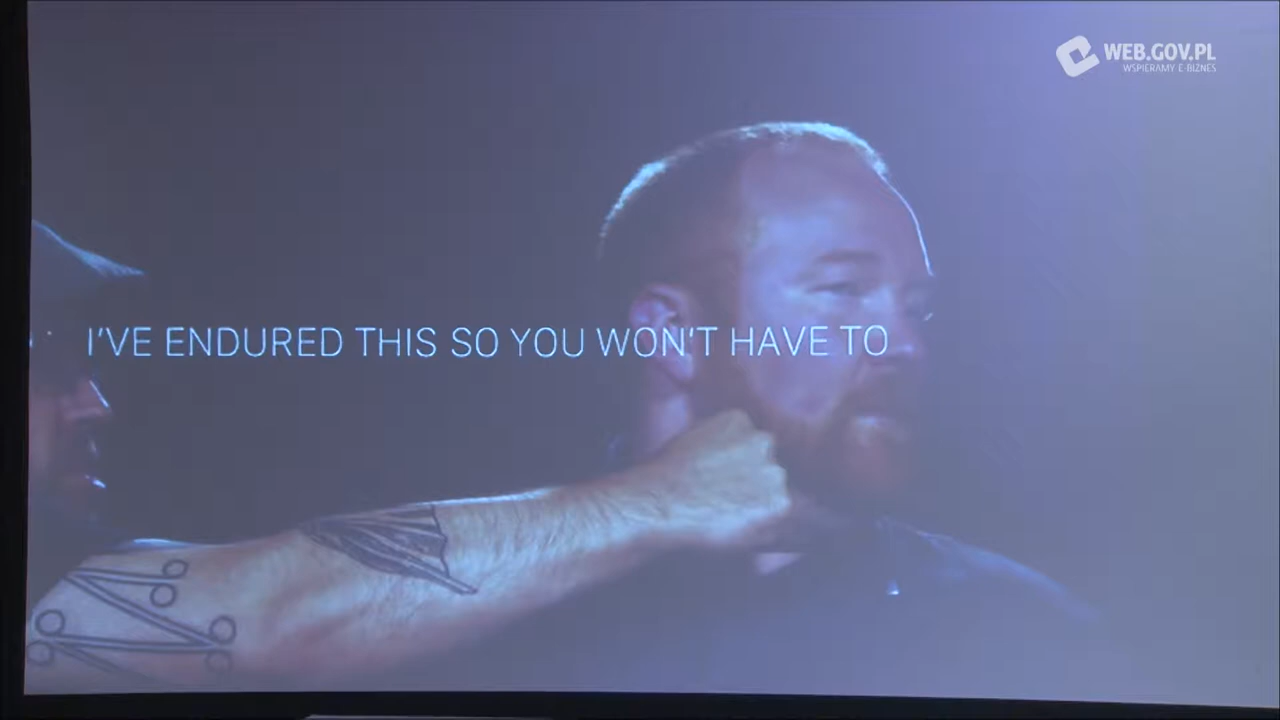 WEB.GOV.PL
WSPIERAMY E-BIZNES
I'VE ENDURED THIS SO YOU WON'T HAVE TO